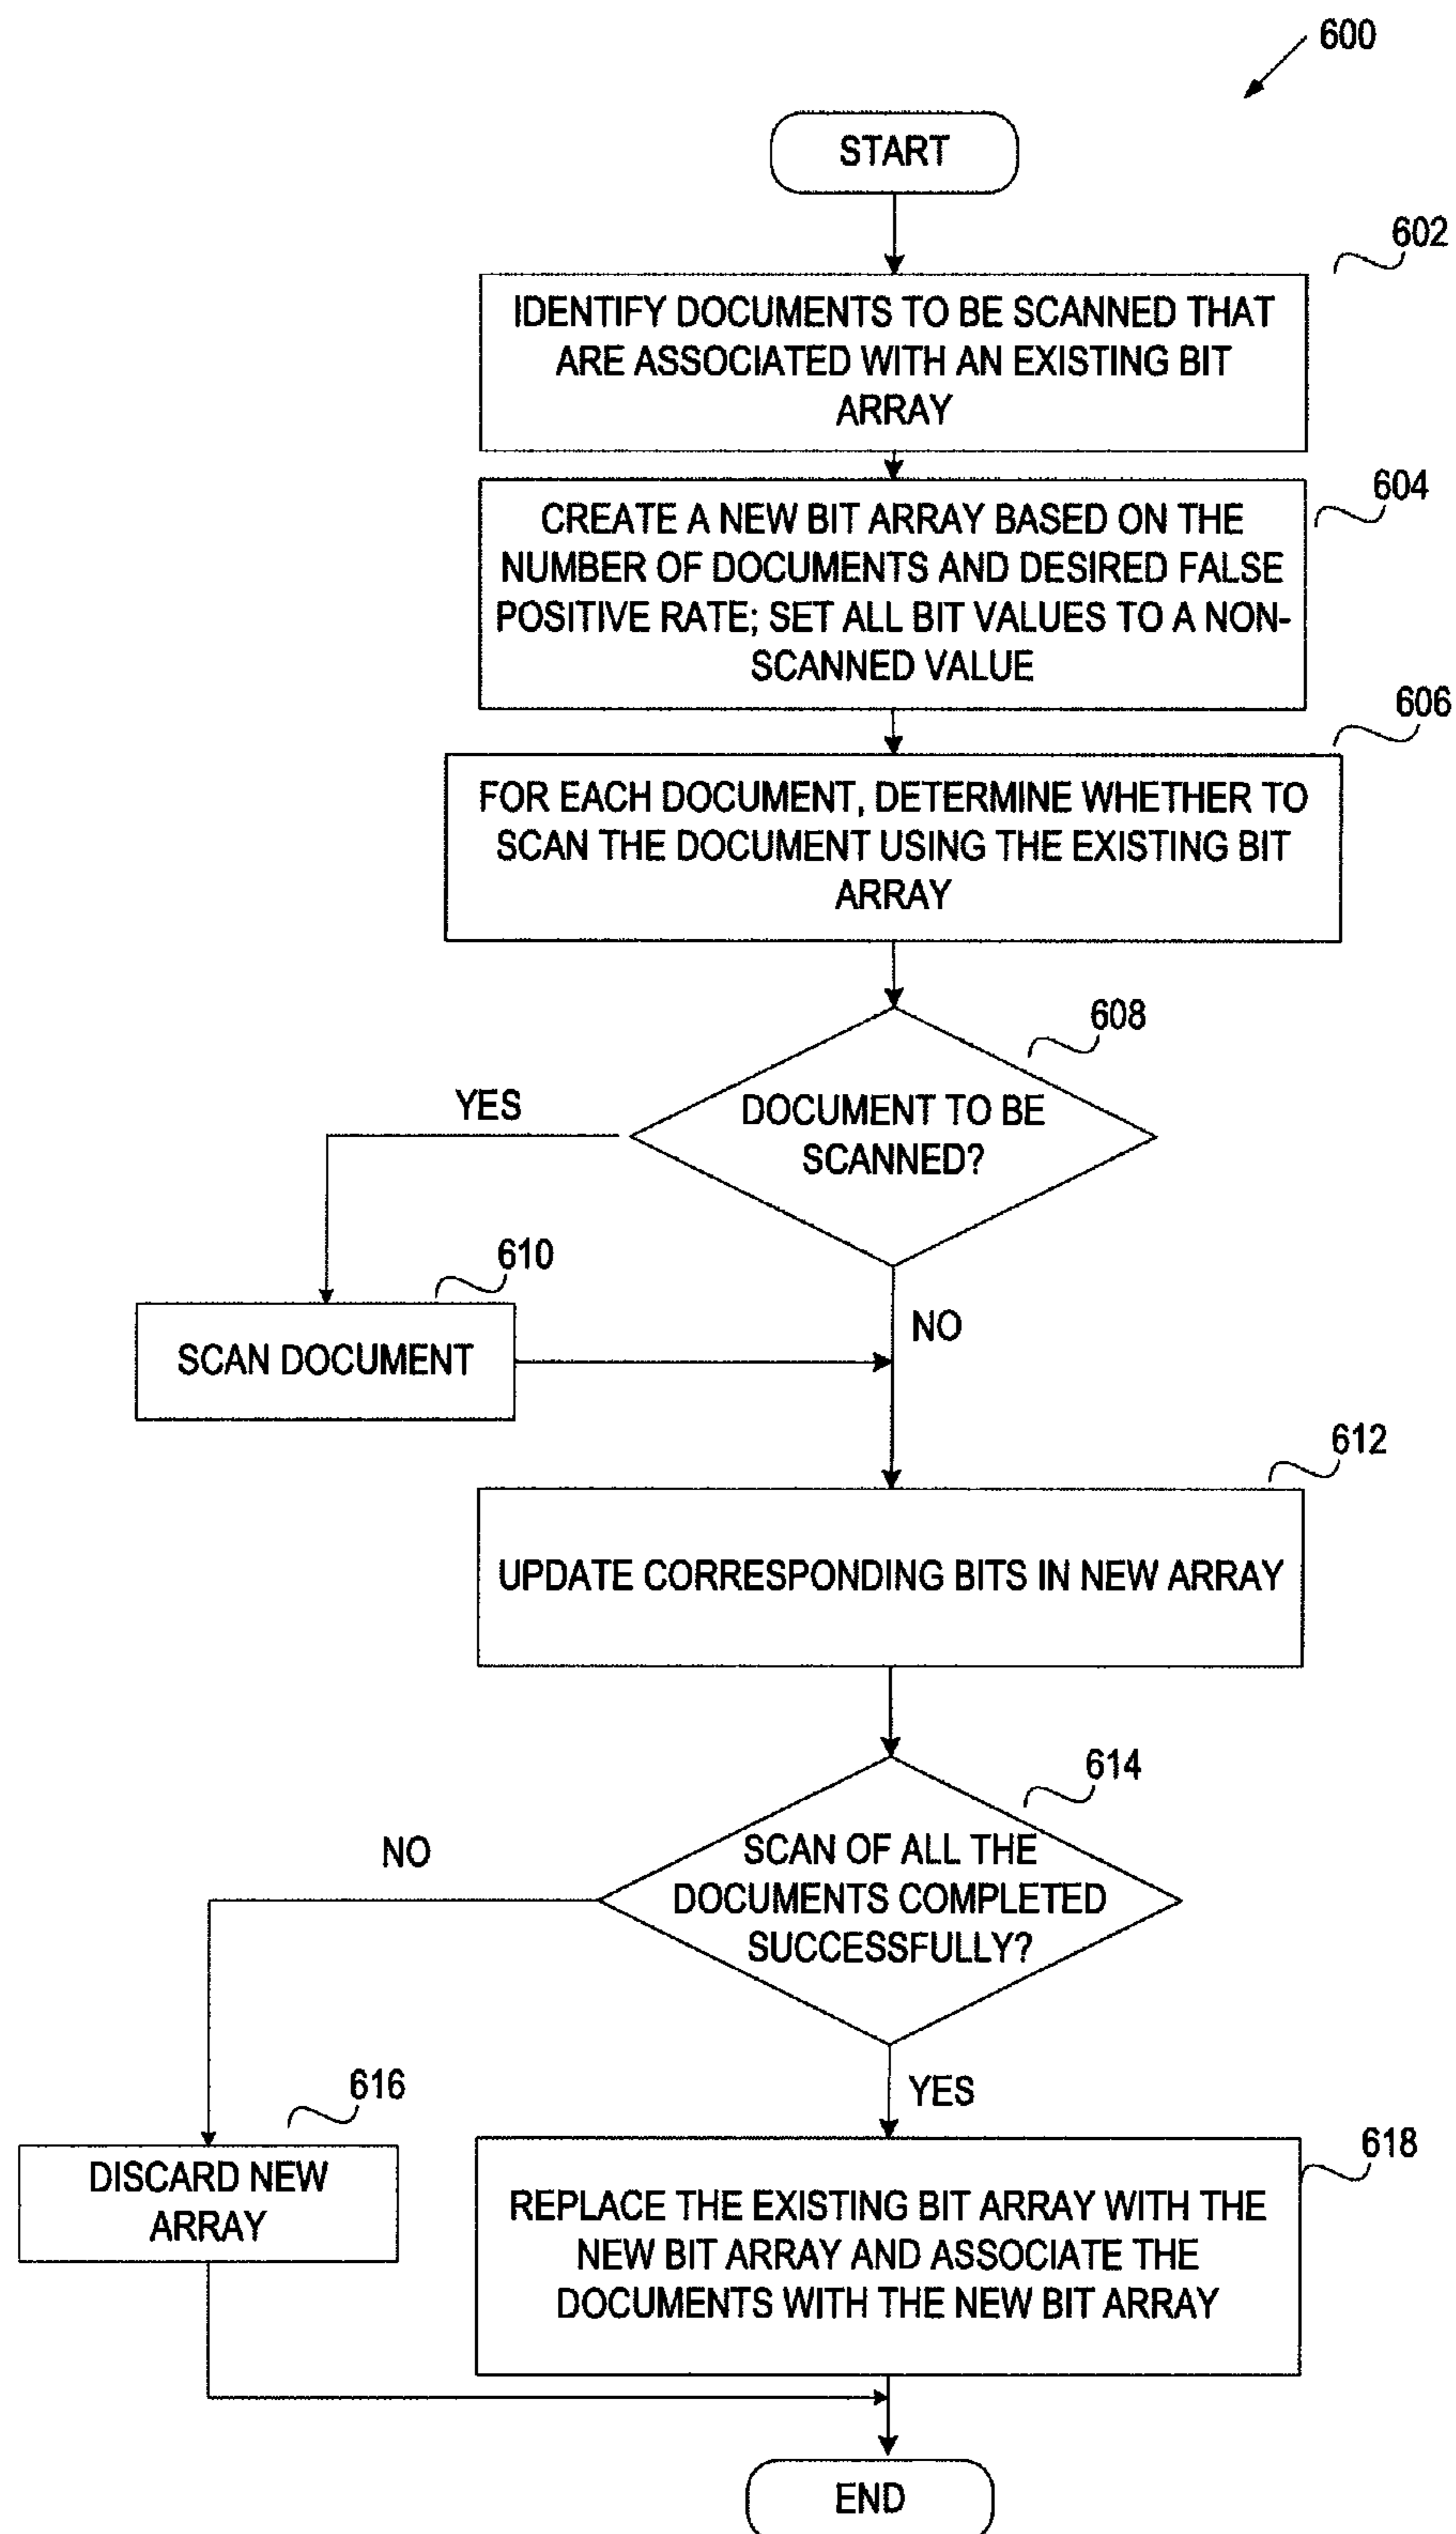 600
START
602
IDENTIFY DOCUMENTS TO BE SCANNED THAT
ARE ASSOCIATED WITH AN EXISTING BIT
ARRAY
604
CREATE A NEW BIT ARRAY BASED ON THE
NUMBER OF DOCUMENTS AND DESIRED FALSE
POSITIVE RATE; SET ALL BIT VALUES TO A NON-
SCANNED VALUE
606
FOR EACH DOCUMENT, DETERMINE WHETHER TO
SCAN THE DOCUMENT USING THE EXISTING BIT
ARRAY
608
DOCUMENT TO BE
SCANNED?
YES
610
SCAN DOCUMENT
NO
612
UPDATE CORRESPONDING BITS IN NEW ARRAY
614
SCAN OF ALL THE
DOCUMENTS COMPLETED
SUCCESSFULLY?
NO
YES
616
DISCARD NEW
ARRAY
618
REPLACE THE EXISTING BIT ARRAY WITH THE
NEW BIT ARRAY AND ASSOCIATE THE
DOCUMENTS WITH THE NEW BIT ARRAY
END